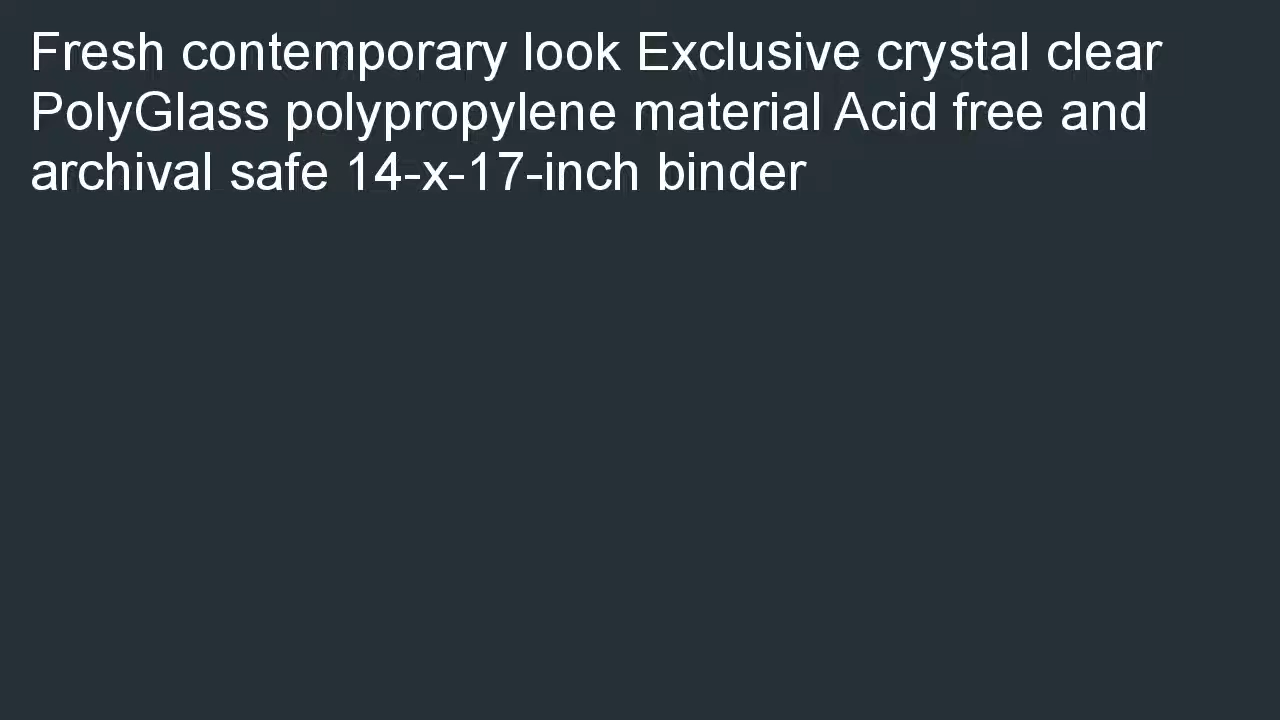 Fresh contemporary look Exclusive crystal clear
PolyGlass polypropylene material Acid free and
archival safe 14-x-17-inch binder